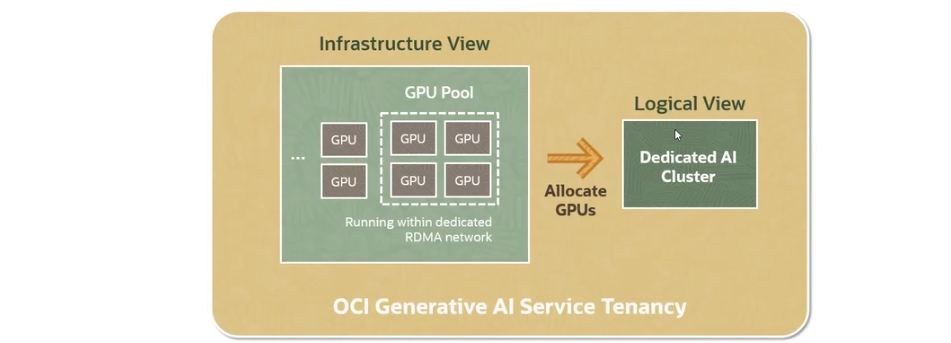 Infrastructure View
GPU Pool
GPU GPU GPU
...
GPU GPU GPU
Running within dedicated
RDMA network
Allocate
GPUs
Logical View
Dedicated AI
Cluster
OCI Generative AI Service Tenancy